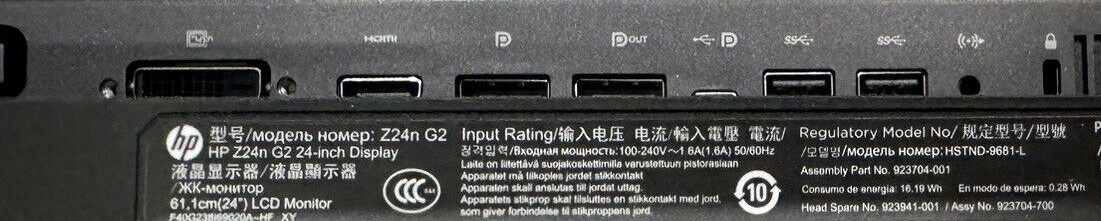 HDMI
OUT
hp
型号/модель номер: Z24n G2
HP Z24n G2 24-inch Display
液晶显示器/液晶顯示器
/ЖК-монитор
61,1cm(24") LCD Monitor
Input Rating/输入电压 电流/輸入電壓 電流/
정격입력/Входная мощность:100-240V~1.6A(1.6A) 50/60Hz
Laite on liitettävä suojakoskettimilla varustettuun pistorasiaan
Apparatet må tilkoples jordet stikkontakt
Apparaten skall anslutas till jordat uttag.
Apparatets stikprop skal tilsluttes en stikkontakt med jord,
som giver forbindelse til stikproppens jord.
CCC
10
Regulatory Model No/规定型号/型號
/모델명/модель номер: HSTND-9681-L
Assembly Part No. 923704-001
Consumo de energia: 16.19 Wh En modo de espera: 0.28 Wh
Head Spare No. 923941-001 / Assy No. 923704-700